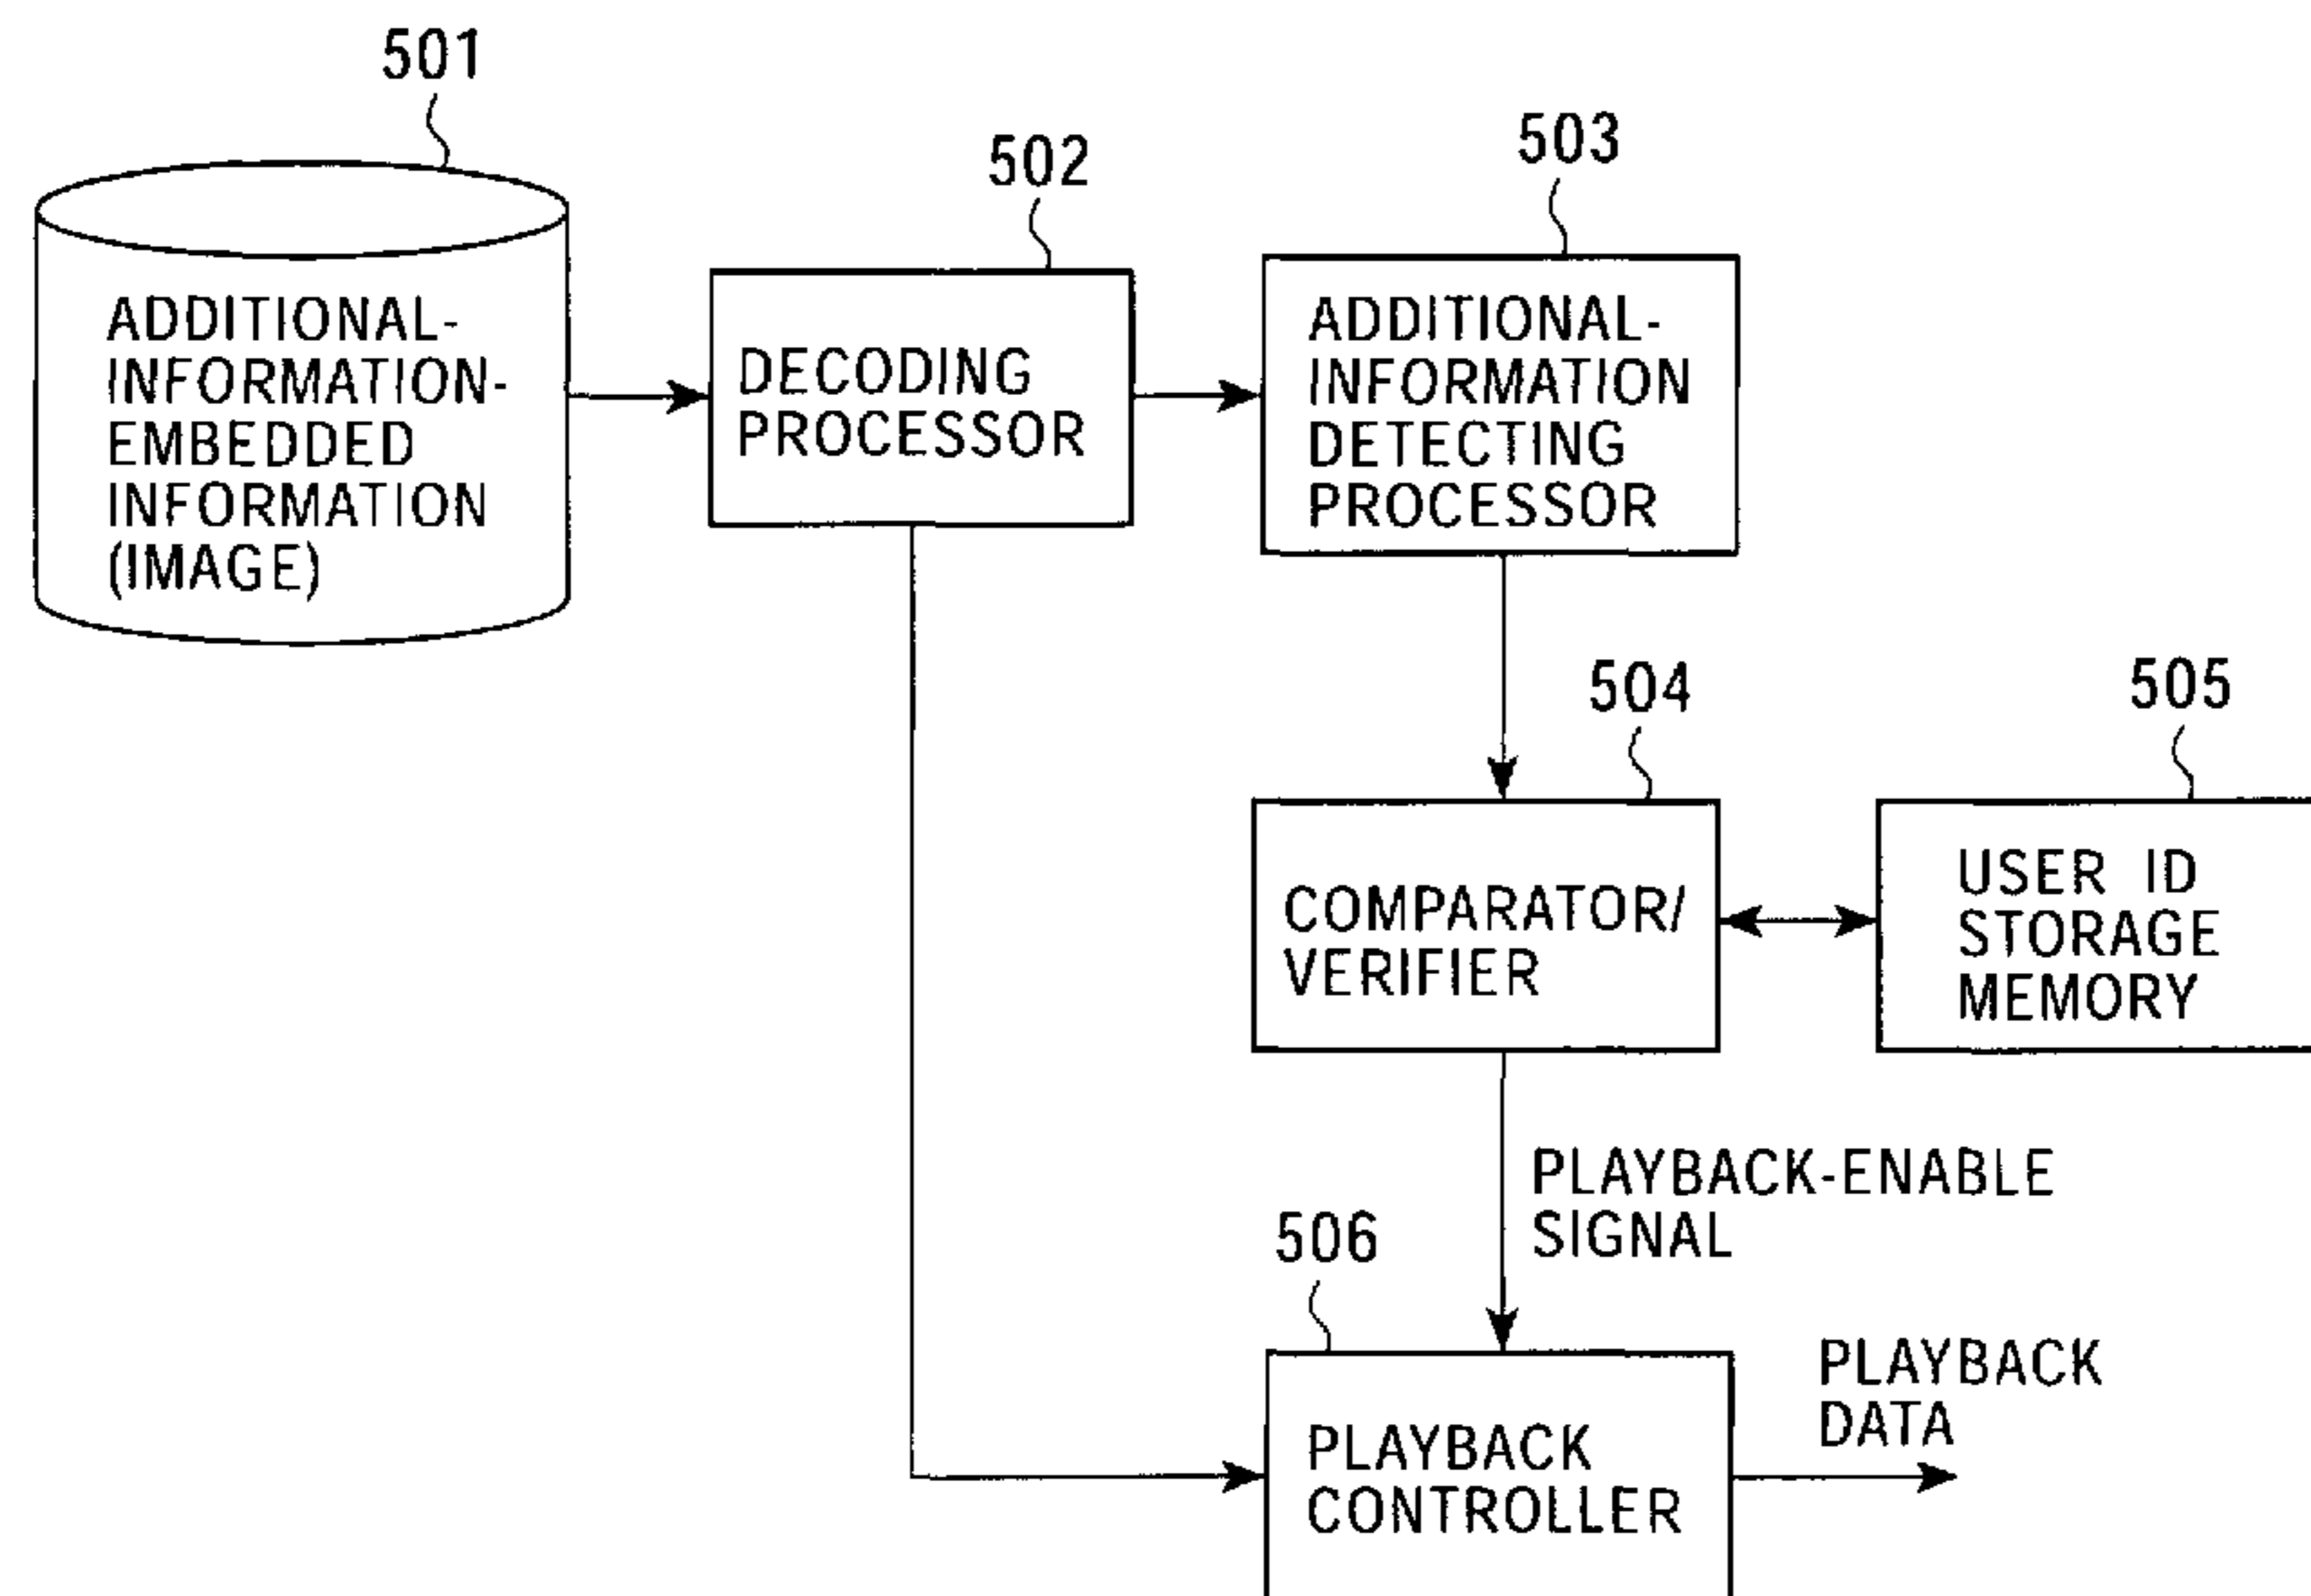 501
ADDITIONAL-
INFORMATION-
EMBEDDED
INFORMATION
(IMAGE)
502
DECODING
PROCESSOR
503
ADDITIONAL-
INFORMATION
DETECTING
PROCESSOR
504
COMPARATOR/
VERIFIER
505
USER ID
STORAGE
MEMORY
PLAYBACK-ENABLE
SIGNAL
506
PLAYBACK
CONTROLLER
PLAYBACK
DATA